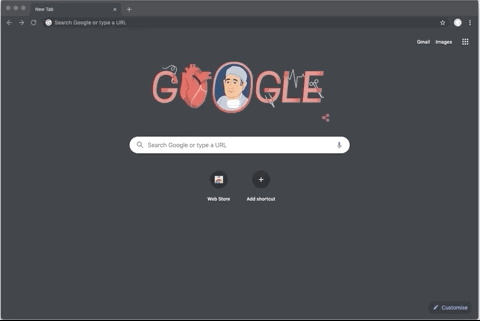 New Tab
Search Google or type a URL
Gmail Images
GOOGLE
Search Google or type a URL
Web Store Add shortcut
Customise